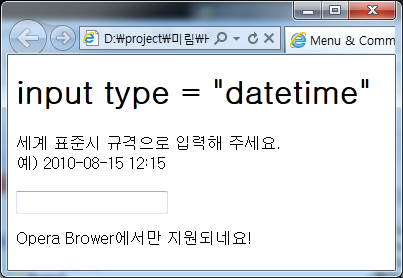 D:\project\미림\
Menu & Comm
input type = "datetime"
세계 표준시 규격으로 입력해 주세요.
예) 2010-08-15 12:15
Opera Brower에서만 지원되네요!